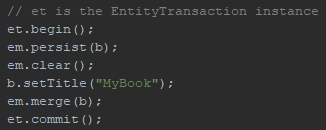 // et is the EntityTransaction instance
et.begin();
em.persist(b);
em.clear();
b.setTitle("MyBook");
em.merge(b);
et.commit();